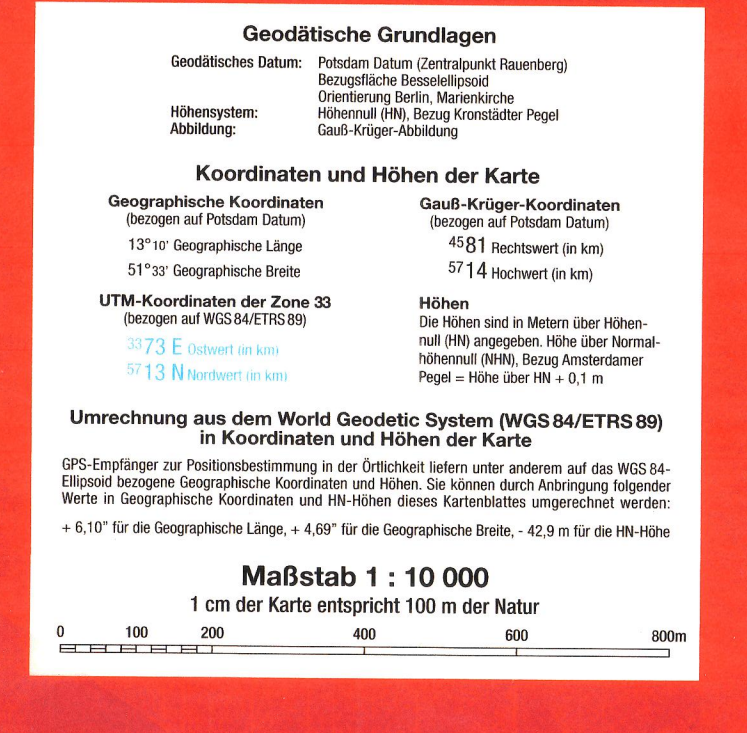 Geodätische Grundlagen
Geodätisches Datum: Potsdam Datum (Zentralpunkt Rauenberg)
Bezugsfläche Besselellipsoid
Orientierung Berlin, Marienkirche
Höhensystem: Höhennull (HN), Bezug Kronstädter Pegel
Abbildung: Gauß-Krüger-Abbildung
Koordinaten und Höhen der Karte
Geographische Koordinaten
(bezogen auf Potsdam Datum)
13°10' Geographische Länge
51°33' Geographische Breite
Gauß-Krüger-Koordinaten
(bezogen auf Potsdam Datum)
4581 Rechtswert (in km)
5714 Hochwert (in km)
UTM-Koordinaten der Zone 33
(bezogen auf WGS 84/ETRS 89)
3373 E Ostwert (in km)
5713 N Nordwert (in km)
Höhen
Die Höhen sind in Metern über Höhen-
null (HN) angegeben. Höhe über Normal-
höhennull (NHN), Bezug Amsterdamer
Pegel = Höhe über HN + 0,1 m
Umrechnung aus dem World Geodetic System (WGS 84/ETRS 89)
in Koordinaten und Höhen der Karte
GPS-Empfänger zur Positionsbestimmung in der Örtlichkeit liefern unter anderem auf das WGS 84-
Ellipsoid bezogene Geographische Koordinaten und Höhen. Sie können durch Anbringung folgender
Werte in Geographische Koordinaten und HN-Höhen dieses Kartenblattes umgerechnet werden:
+ 6,10" für die Geographische Länge, + 4,69" für die Geographische Breite, - 42,9 m für die HN-Höhe
Maßstab 1 : 10 000
1 cm der Karte entspricht 100 m der Natur
0 100 200 400 600 800m